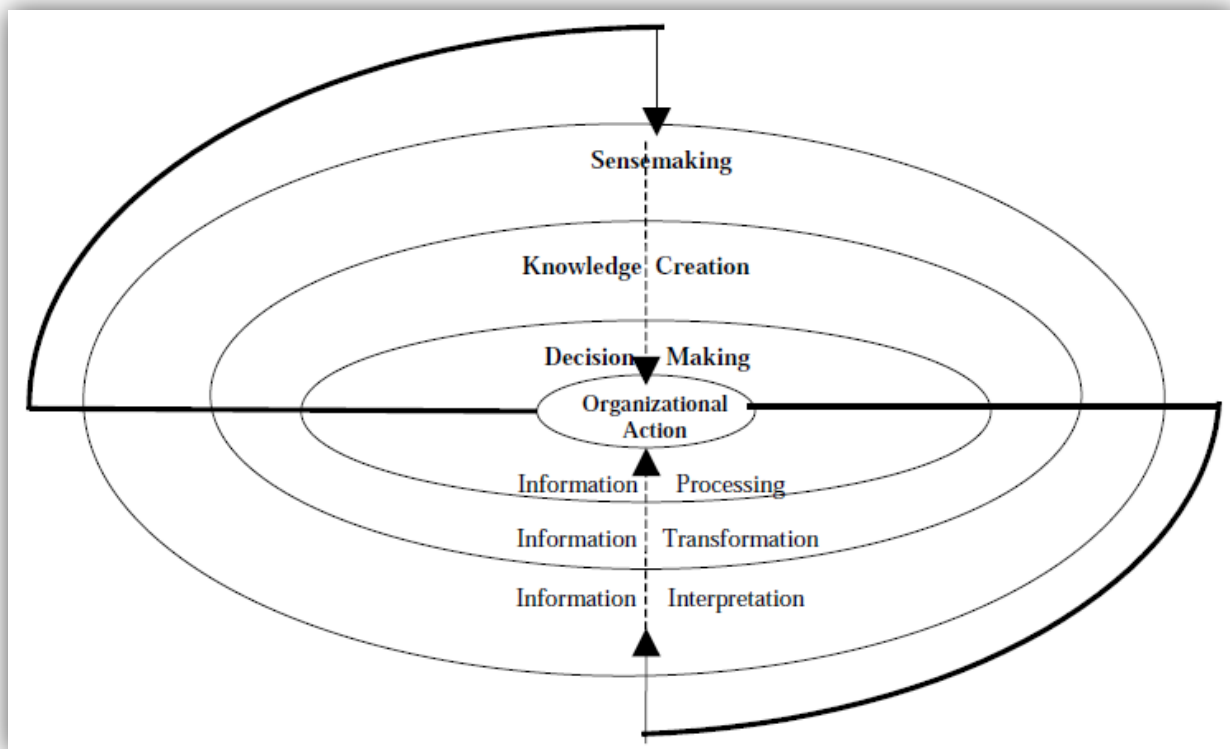 Sensemaking
Knowledge Creation
Decision Making
Organizational
Action
Information Processing
Information Transformation
Information Interpretation